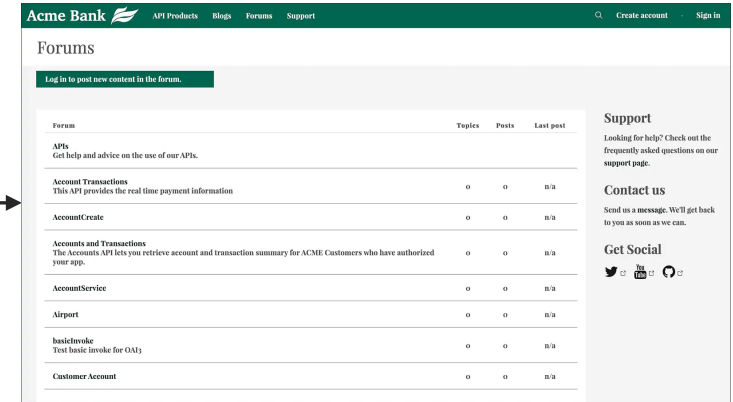 Acme Bank API Products Blogs Forums Support Create account · Sign in
Forums
Log in to post new content in the forum.
Forum Topics Posts Last post
APIs
Get help and advice on the use of our APIs.
Account Transactions
This API provides the real time payment information 0 0 n/a
AccountCreate 0 0 n/a
Accounts and Transactions
The Accounts API lets you retrieve account and transaction summary for ACME Customers who have authorized
your app. 0 0 n/a
AccountService 0 0 n/a
Airport 0 0 n/a
basicInvoke
Test basic invoke for OAI3 0 0 n/a
Customer Account 0 0 n/a
Support
Looking for help? Check out the
frequently asked questions on our
support page.
Contact us
Send us a message. We'll get back
to you as soon as we can.
Get Social
You
Tube